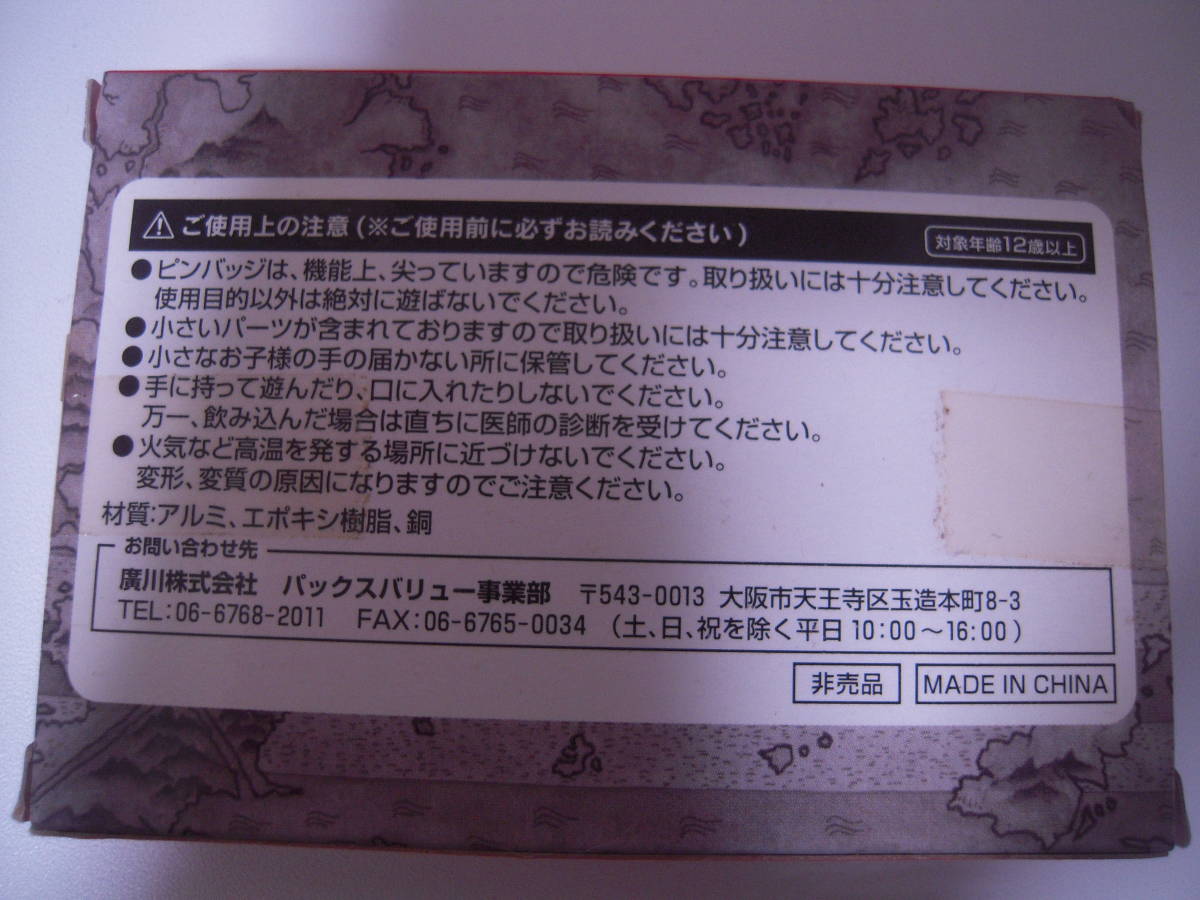 ⚠ご使用上の注意(※ご使用前に必ずお読みください)
対象年齢12歳以上
●ピンバッジは、機能上、尖っていますので危険です。取り扱いには十分注意してください。
使用目的以外は絶対に遊ばないでください。
●小さいパーツが含まれておりますので取り扱いには十分注意してください。
●小さなお子様の手の届かない所に保管してください。
●手に持って遊んだり、口に入れたりしないでください。
万一、飲み込んだ場合は直ちに医師の診断を受けてください。
●火気など高温を発する場所に近づけないでください。
変形、変質の原因になりますのでご注意ください。
材質:アルミ、エポキシ樹脂、銅
お問い合わせ先
廣川株式会社 パックスバリュー事業部 〒543-0013 大阪市天王寺区玉造本町8-3
TEL:06-6768-2011 FAX:06-6765-0034 (土、日、祝を除く平日10:00〜16:00)
非売品
MADE IN CHINA